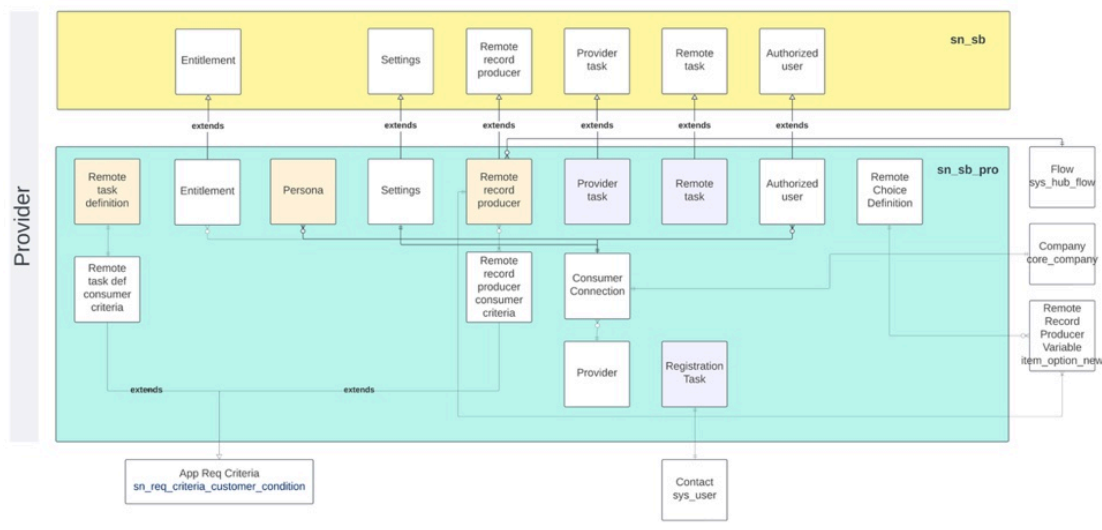 Provider
sn_sb
Entitlement
Settings
Remote
record
producer
Provider
task
Remote
task
Authorized
user
extends
extends
extends
extends
extends
extends
sn_sb_pro
Remote
task
definition
Entitlement
Persona
Settings
Remote
record
producer
Provider
task
Remote
task
Authorized
user
Remote
Choice
Definition
Flow
sys_hub_flow
Company
core_company
Remote
task def
consumer
criteria
Remote
record
producer
consumer
criteria
Consumer
Connection
Remote
Record
Producer
Variable
item_option_new
Provider
Registration
Task
extends
extends
App Req Criteria
sn_req_criteria_customer_condition
Contact
sys_user